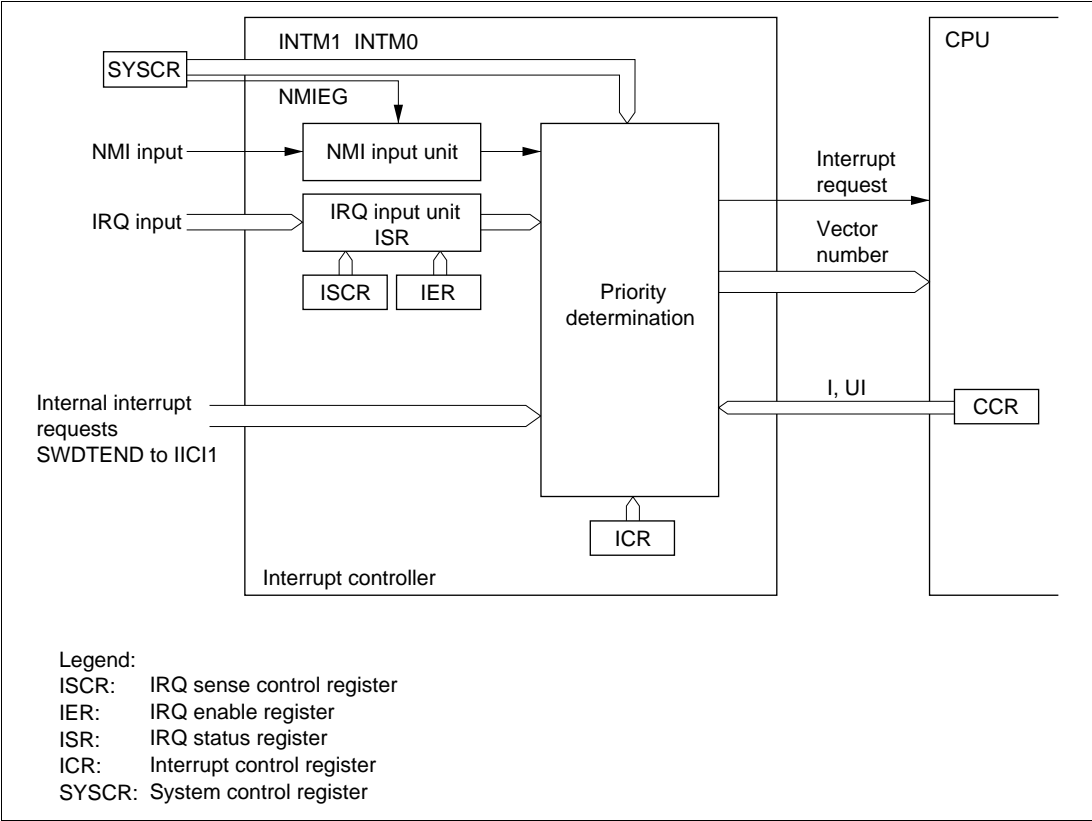 INTM1 INTM0
CPU
SYSCR
NMIEG
NMI input
NMI input unit
Interrupt
request
IRQ input
IRQ input unit
ISR
Vector
number
ISCR
IER
Priority
determination
I, UI
CCR
Internal interrupt
requests
SWDTEND to IICI1
ICR
Interrupt controller
Legend:
ISCR: IRQ sense control register
IER: IRQ enable register
ISR: IRQ status register
ICR: Interrupt control register
SYSCR: System control register